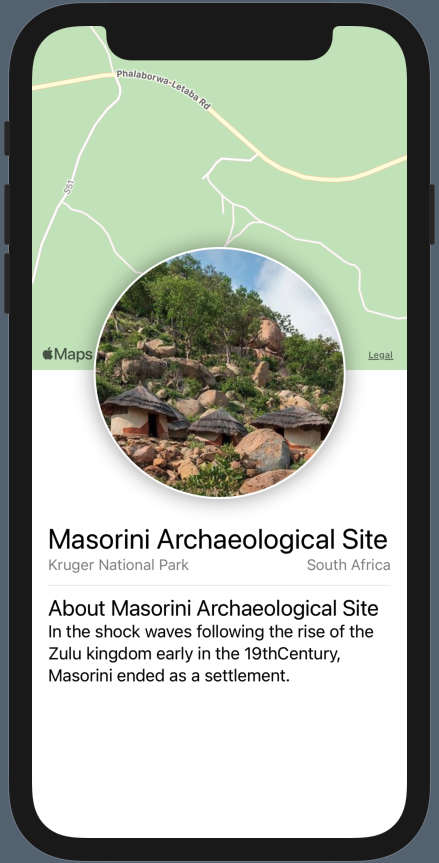 Phalaborwa-Letaba Rd
S51
Maps
Legal
Masorini Archaeological Site
Kruger National Park
South Africa
About Masorini Archaeological Site
In the shock waves following the rise of the
Zulu kingdom early in the 19thCentury,
Masorini ended as a settlement.